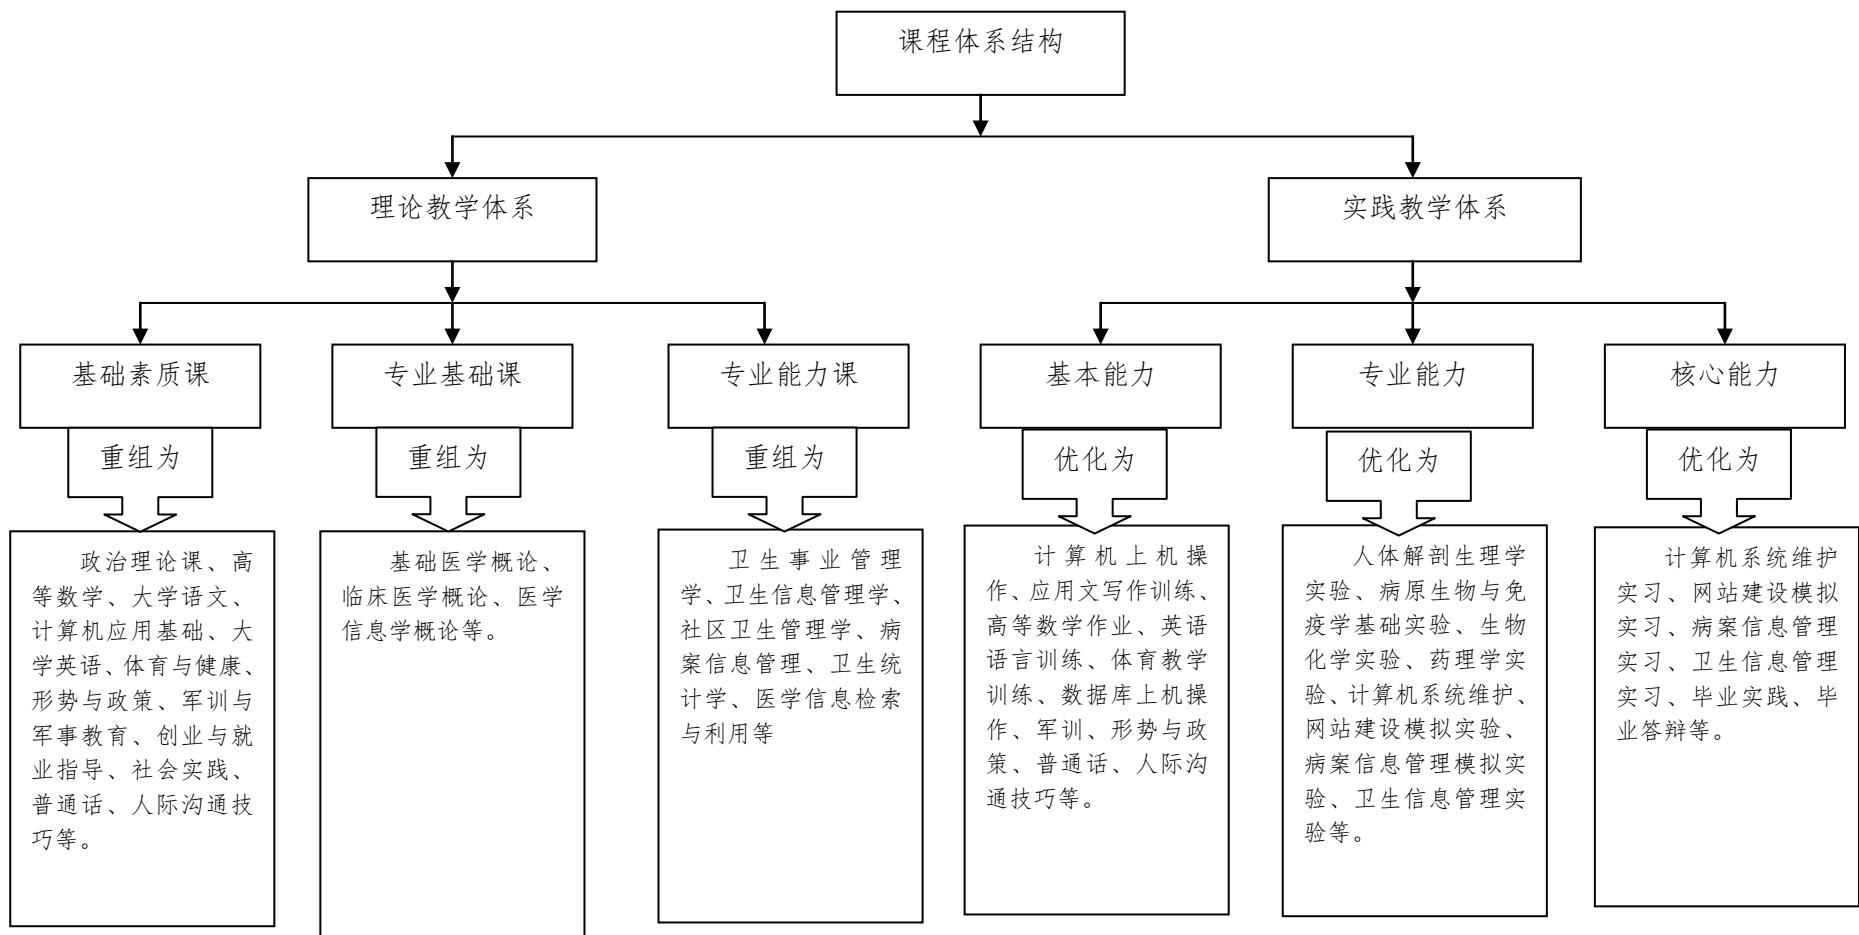 课程体系结构
理论教学体系
实践教学体系
基础素质课
专业基础课
专业能力课
基本能力
专业能力
核心能力
重组为
重组为
重组为
优化为
优化为
优化为
政治理论课、高
等数学、大学语文、
计算机应用基础、大
学英语、体育与健康、
形势与政策、军训与
军事教育、创业与就
业指导、社会实践、
普通话、人际沟通技
巧等。
基础医学概论、
临床医学概论、医学
信息学概论等。
卫生事业管理
学、卫生信息管理学、
社区卫生管理学、病
案信息管理、卫生统
计学、医学信息检索
与利用等
计算机上机操
作、应用文写作训练、
高等数学作业、英语
语言训练、体育教学
训练、数据库上机操
作、军训、形势与政
策、普通话、人际沟
通技巧等。
人体解剖生理学
实验、病原生物与免
疫学基础实验、生物
化学实验、药理学实
验、计算机系统维护、
网站建设模拟实验、
病案信息管理模拟实
验、卫生信息管理实
验等。
计算机系统维护
实习、网站建设模拟
实习、病案信息管理
实习、卫生信息管理
实习、毕业实践、毕
业答辩等。